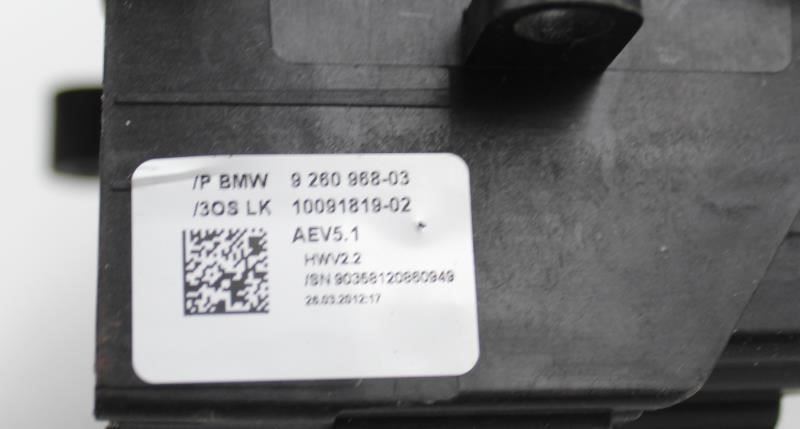 /P BMW 9 260 968-03
/3OS LK 10091819-02
AEV5.1
HWV2.2
/SN 90358120860949
26.03.2012:17